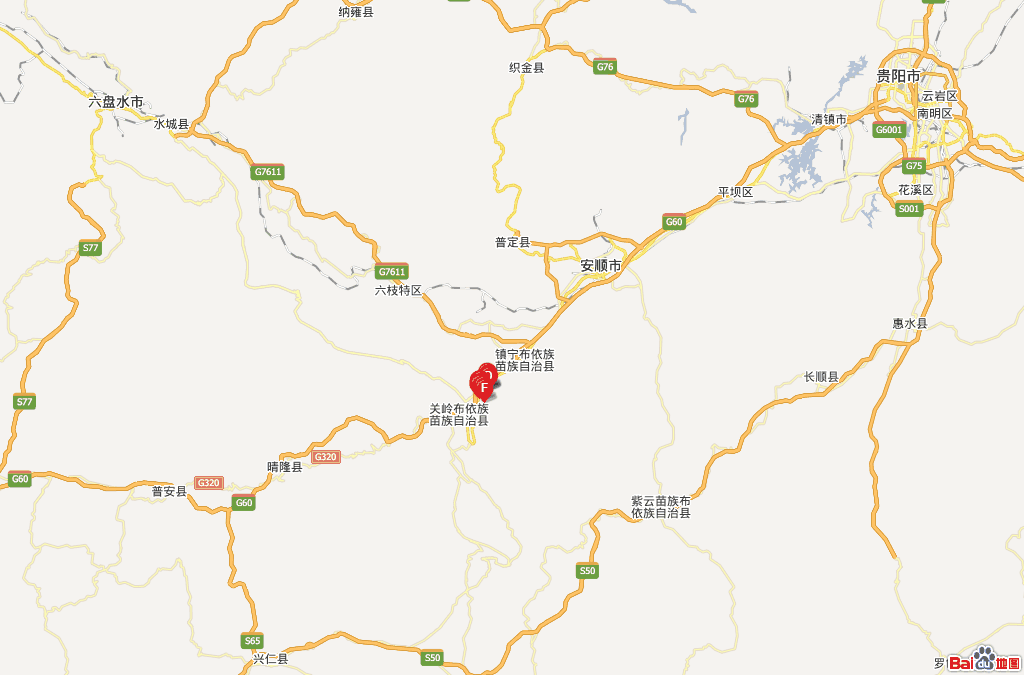 纳雍县
织金县
G76
贵阳市
六盘水市
G76
云岩区
水城县
清镇市
南明区
G6001
G7611
G75
平坝区
花溪区
S001
G60
S77
普定县
安顺市
G7611
六枝特区
惠水县
镇宁布依族
苗族自治县
长顺县
F
S77
关岭布依族
苗族自治县
G320
晴隆县
G60
G320
普安县
G60
紫云苗族布
依族自治县
S50
S65
兴仁县
S50
罗
Bai du 地图